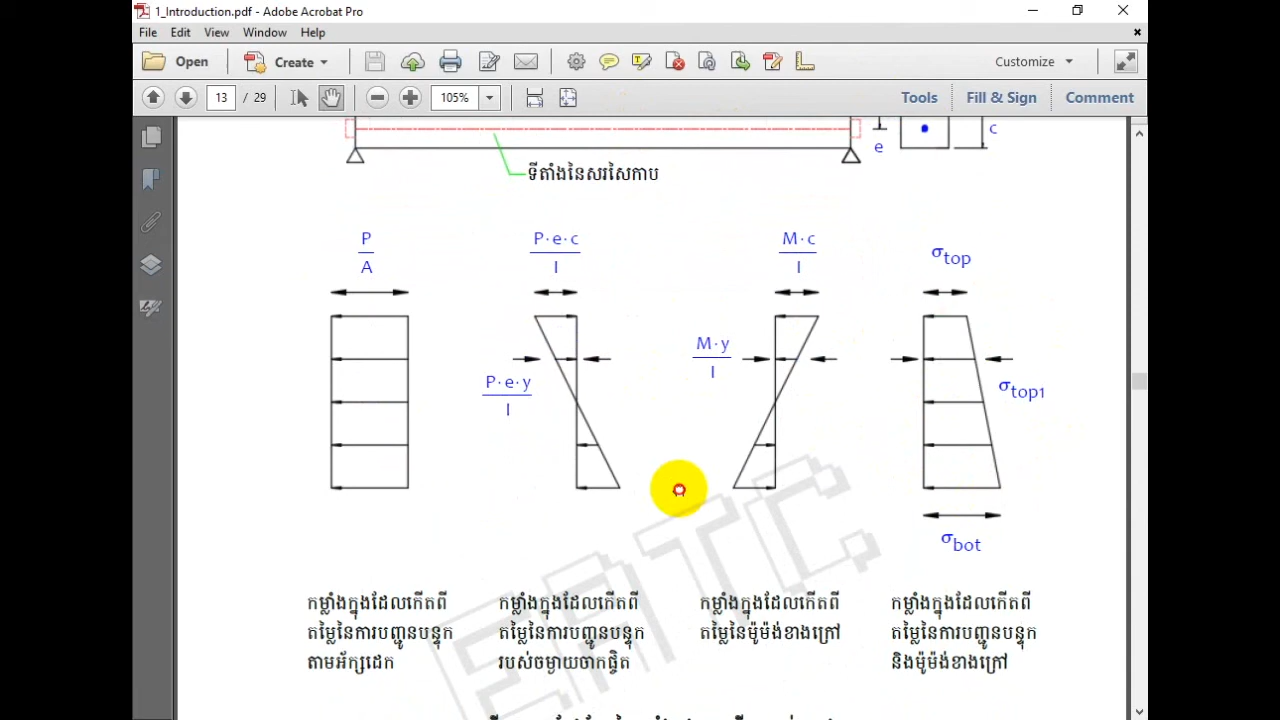 1_Introduction.pdf - Adobe Acrobat Pro
File Edit View Window Help
Open Create Customize
13 / 29 105% Tools Fill & Sign Comment
e c
ទីតាំងនៃសរសៃកាប
P/A P·e·c/I M·c/I σtop
P·e·y/I M·y/I σtop1
σbot
EATC
កម្លាំងក្នុងដែលកើតពី
តម្លៃនៃការបញ្ជូនបន្ទុក
តាមអ័ក្សដេក
កម្លាំងក្នុងដែលកើតពី
តម្លៃនៃការបញ្ជូនបន្ទុក
របស់ចម្ងាយចាកផ្ចិត
កម្លាំងក្នុងដែលកើតពី
តម្លៃនៃម៉ូម៉ង់ខាងក្រៅ
កម្លាំងក្នុងដែលកើតពី
តម្លៃនៃការបញ្ជូនបន្ទុក
និងម៉ូម៉ង់ខាងក្រៅ